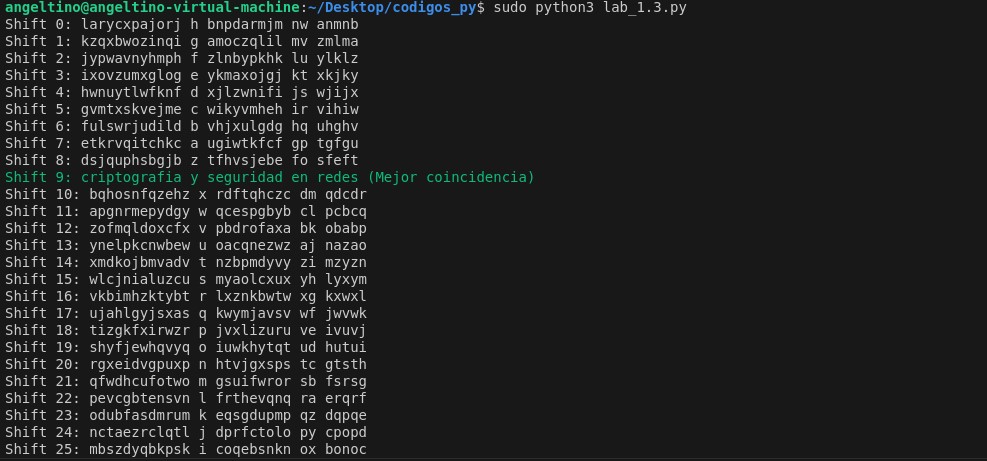 angeltino@angeltino-virtual-machine:~/Desktop/codigos_py$ sudo python3 lab_1.3.py
Shift 0: larycxpajorj h bnpdarmjm nw anmnb
Shift 1: kzqxbwozinqi g amoczqlil mv zmlma
Shift 2: jypwavnyhmph f zlnbypkhk lu ylklz
Shift 3: ixovzumxglog e ykmaxojgj kt xkjky
Shift 4: hwnuytlwfknf d xjlzwnifi js wjijx
Shift 5: gvmtxskvejme c wikyvmheh ir vihiw
Shift 6: fulswrjudild b vhjxulgdg hq uhghv
Shift 7: etkrvqitchkc a ugiwtkfcf gp tgfgu
Shift 8: dsjquphsbgjb z tfhvsjebe fo sfeft
Shift 9: criptografia y seguridad en redes (Mejor coincidencia)
Shift 10: bqhosnfqzehz x rdftqhczc dm qdcdr
Shift 11: apgnrmepydgy w qcespgbyb cl pcbcq
Shift 12: zofmqldoxcfx v pbdrofaxa bk obabp
Shift 13: ynelpkcnwbew u oacqnezwz aj nazao
Shift 14: xmdkojbmvadv t nzbpmdyvy zi mzyzn
Shift 15: wlcjnialuzcu s myaolcxux yh lyxym
Shift 16: vkbimhzktybt r lxznkbwtw xg kxwxl
Shift 17: ujahlgyjsxas q kwymjavsv wf jwvwk
Shift 18: tizgkfxirwzr p jvxlizuru ve ivuvj
Shift 19: shyfjewhqvyq o iuwkhytqt ud hutui
Shift 20: rgxeidvgpuxp n htvjgxsps tc gtsth
Shift 21: qfwdhcufotwo m gsuifwror sb fsrsg
Shift 22: pevcgbtensvn l frthevqnq ra erqrf
Shift 23: odubfasdmrum k eqsgdupmp qz dqpqe
Shift 24: nctaezrclqtl j dprfctolo py cpopd
Shift 25: mbszdyqbkpsk i coqebsnkn ox bonoc